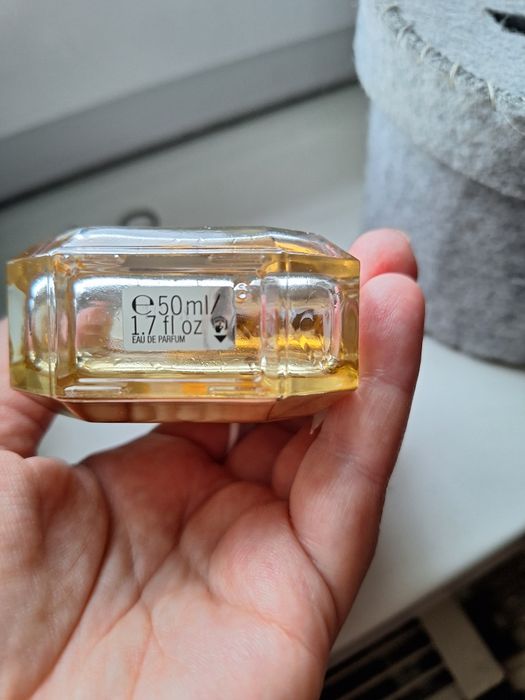 ℮50ml/
1.7 fl oz
EAU DE PARFUM